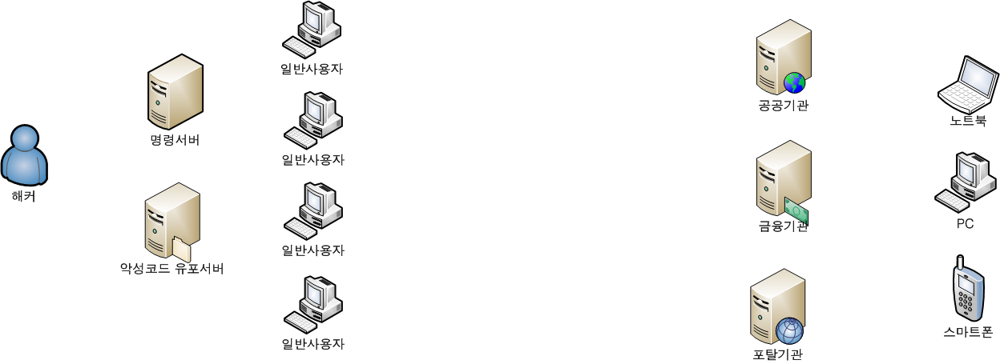 해커
명령서버
악성코드 유포서버
일반사용자
일반사용자
일반사용자
일반사용자
공공기관
금융기관
포탈기관
노트북
PC
스마트폰